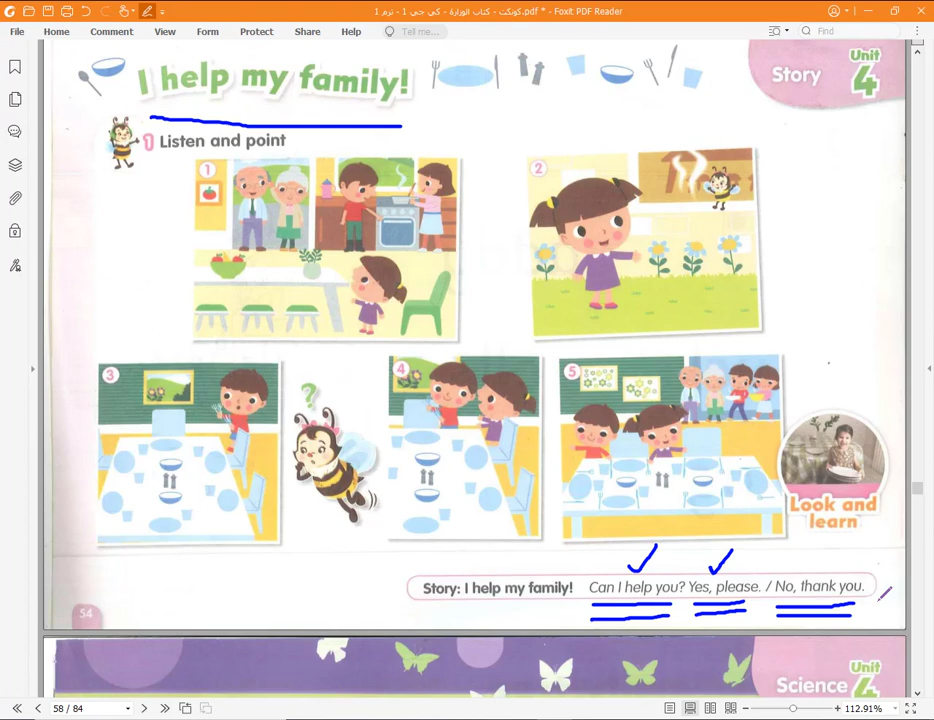 كونكت - كتاب الوزارة - كى جى 1 - ترم 1.pdf * - Foxit PDF Reader
File Home Comment View Form Protect Share Help Tell me... Find
I help my family!
Story
Unit 4
1 Listen and point
1
2
3
?
4
5
Look and learn
Story: I help my family! Can I help you? Yes, please. / No, thank you.
54
Unit 4
Science
58 / 84
112.91%